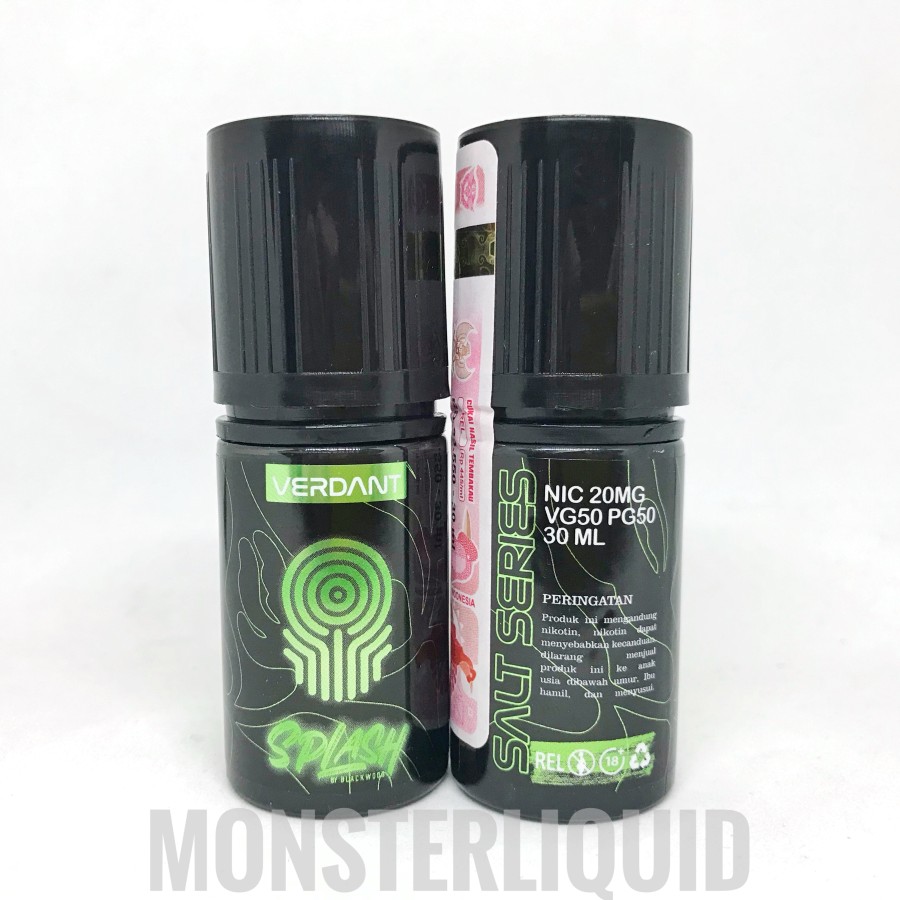 VERDANT
SPLASH
BY BLACKWOOD
CUKAI HASIL TEMBAKAU
SALT SERIES
NIC 20MG
VG50 PG50
30 ML
PERINGATAN
Produk ini mengandung
nikotin, nikotin dapat
menyebabkan kecanduan
dilarang menjual
produk ini ke anak
usia dibawah umur, Ibu
hamil, dan menyusui.
REL
18+
MONSTERLIQUID